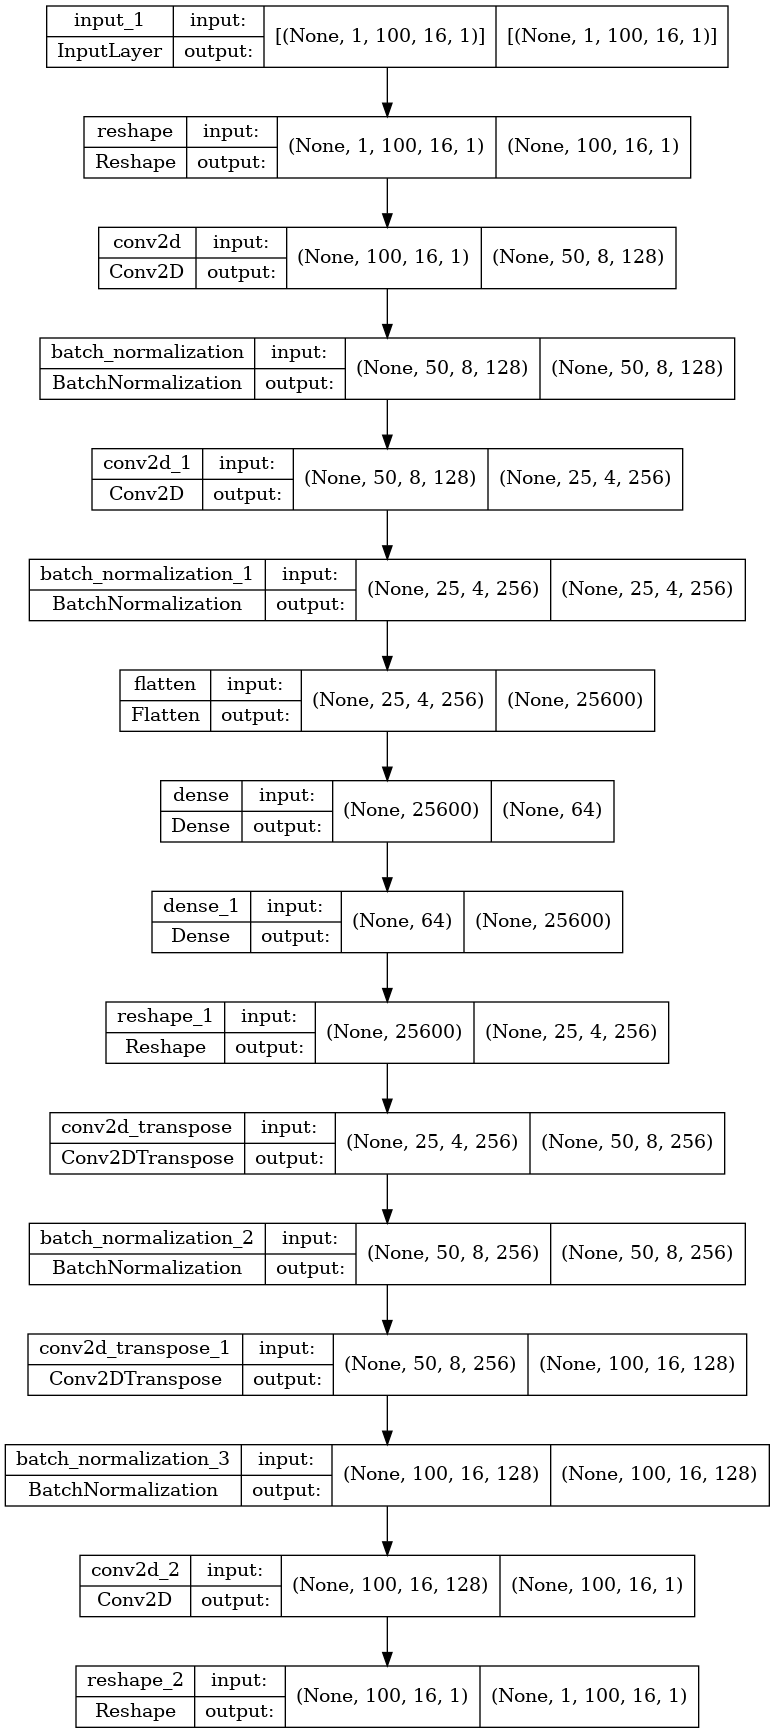 input_1 input: [(None, 1, 100, 16, 1)] [(None, 1, 100, 16, 1)]
InputLayer output:
reshape input: (None, 1, 100, 16, 1) (None, 100, 16, 1)
Reshape output:
conv2d input: (None, 100, 16, 1) (None, 50, 8, 128)
Conv2D output:
batch_normalization input: (None, 50, 8, 128) (None, 50, 8, 128)
BatchNormalization output:
conv2d_1 input: (None, 50, 8, 128) (None, 25, 4, 256)
Conv2D output:
batch_normalization_1 input: (None, 25, 4, 256) (None, 25, 4, 256)
BatchNormalization output:
flatten input: (None, 25, 4, 256) (None, 25600)
Flatten output:
dense input: (None, 25600) (None, 64)
Dense output:
dense_1 input: (None, 64) (None, 25600)
Dense output:
reshape_1 input: (None, 25600) (None, 25, 4, 256)
Reshape output:
conv2d_transpose input: (None, 25, 4, 256) (None, 50, 8, 256)
Conv2DTranspose output:
batch_normalization_2 input: (None, 50, 8, 256) (None, 50, 8, 256)
BatchNormalization output:
conv2d_transpose_1 input: (None, 50, 8, 256) (None, 100, 16, 128)
Conv2DTranspose output:
batch_normalization_3 input: (None, 100, 16, 128) (None, 100, 16, 128)
BatchNormalization output:
conv2d_2 input: (None, 100, 16, 128) (None, 100, 16, 1)
Conv2D output:
reshape_2 input: (None, 100, 16, 1) (None, 1, 100, 16, 1)
Reshape output: